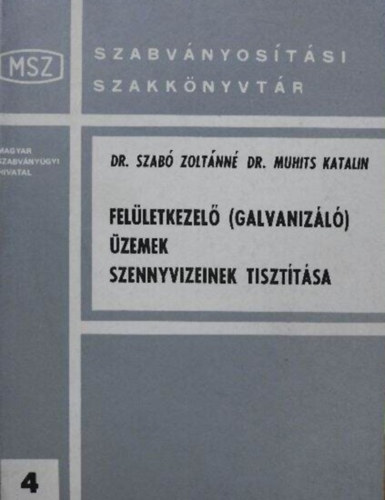 MSZ
SZABVÁNYOSÍTÁSI
SZAKKÖNYVTÁR
MAGYAR
SZABVÁNYÜGYI
HIVATAL
DR. SZABÓ ZOLTÁNNÉ DR. MUHITS KATALIN
FELÜLETKEZELŐ (GALVANIZÁLÓ)
ÜZEMEK
SZENNYVIZEINEK TISZTÍTÁSA
4